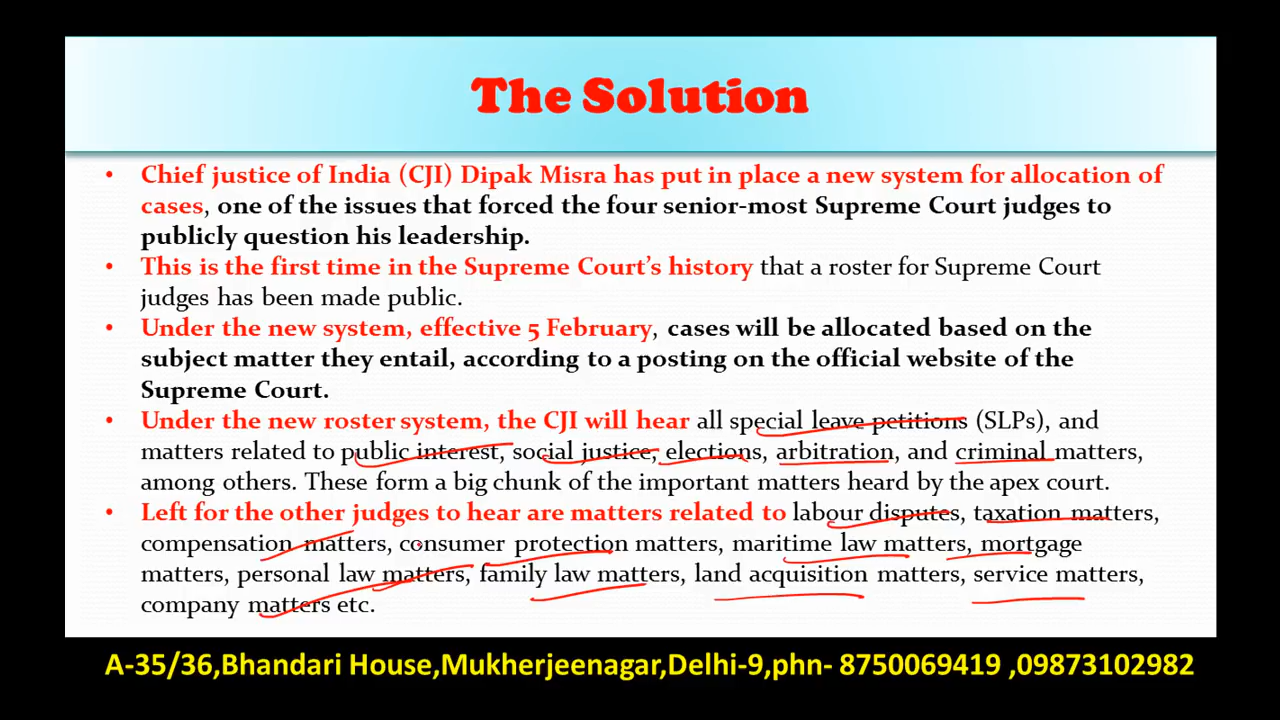 The Solution
• Chief justice of India (CJI) Dipak Misra has put in place a new system for allocation of
cases, one of the issues that forced the four senior-most Supreme Court judges to
publicly question his leadership.
• This is the first time in the Supreme Court's history that a roster for Supreme Court
judges has been made public.
• Under the new system, effective 5 February, cases will be allocated based on the
subject matter they entail, according to a posting on the official website of the
Supreme Court.
• Under the new roster system, the CJI will hear all special leave petitions (SLPs), and
matters related to public interest, social justice, elections, arbitration, and criminal matters,
among others. These form a big chunk of the important matters heard by the apex court.
• Left for the other judges to hear are matters related to labour disputes, taxation matters,
compensation matters, consumer protection matters, maritime law matters, mortgage
matters, personal law matters, family law matters, land acquisition matters, service matters,
company matters etc.
A-35/36,Bhandari House,Mukherjeenagar,Delhi-9,phn- 8750069419 ,09873102982